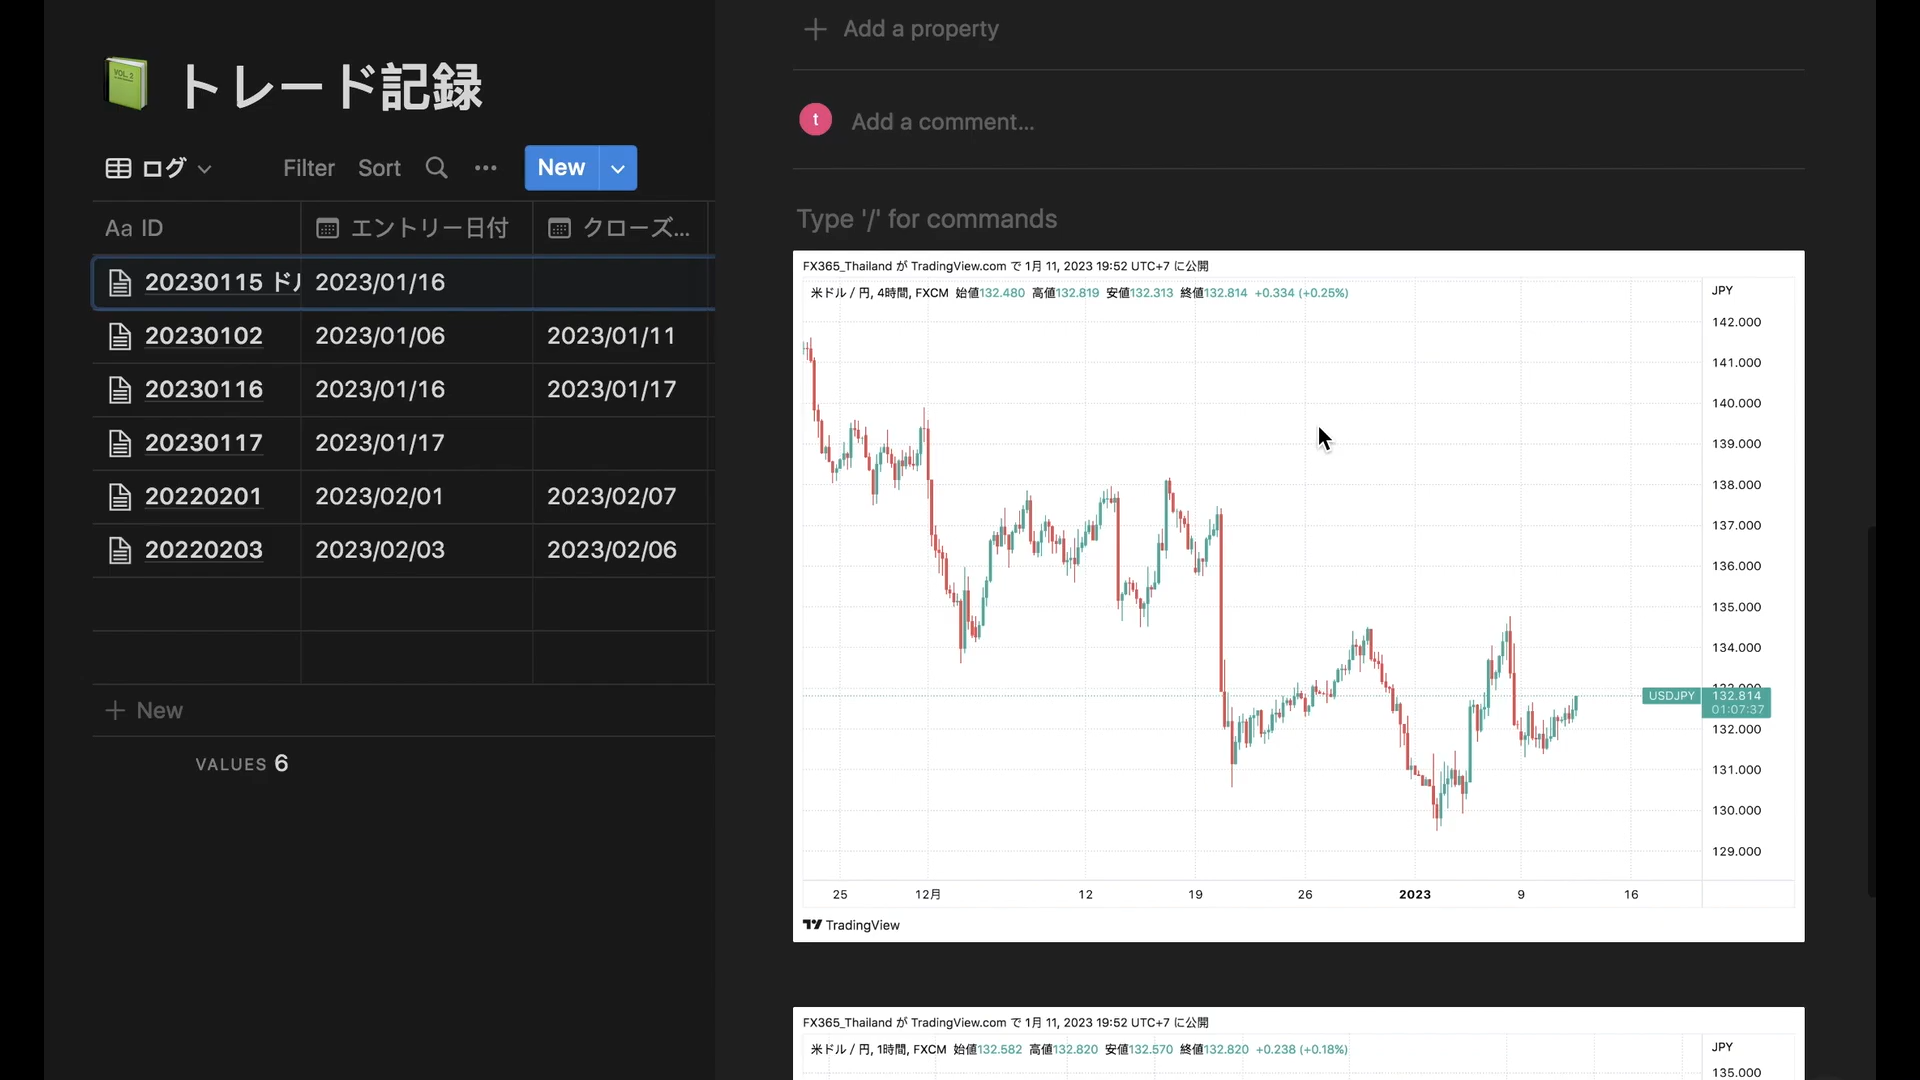 VOL. 2
トレード記録
ログ Filter Sort New
Aa ID エントリー日付 クローズ...
20230115 ド 2023/01/16
20230102 2023/01/06 2023/01/11
20230116 2023/01/16 2023/01/17
20230117 2023/01/17
20220201 2023/02/01 2023/02/07
20220203 2023/02/03 2023/02/06
New
VALUES 6
Add a property
t Add a comment...
Type '/' for commands
FX365_Thailand が TradingView.com で 1月 11, 2023 19:52 UTC+7 に公開
米ドル / 円, 4時間, FXCM 始値132.480 高値132.819 安値132.313 終値132.814 +0.334 (+0.25%)
JPY
142.000
141.000
140.000
139.000
138.000
137.000
136.000
135.000
134.000
USDJPY 132.814
01:07:37
132.000
131.000
130.000
129.000
25 12月 12 19 26 2023 9 16
TradingView
FX365_Thailand が TradingView.com で 1月 11, 2023 19:52 UTC+7 に公開
米ドル / 円, 1時間, FXCM 始値132.582 高値132.820 安値132.570 終値132.820 +0.238 (+0.18%)
JPY
135.000